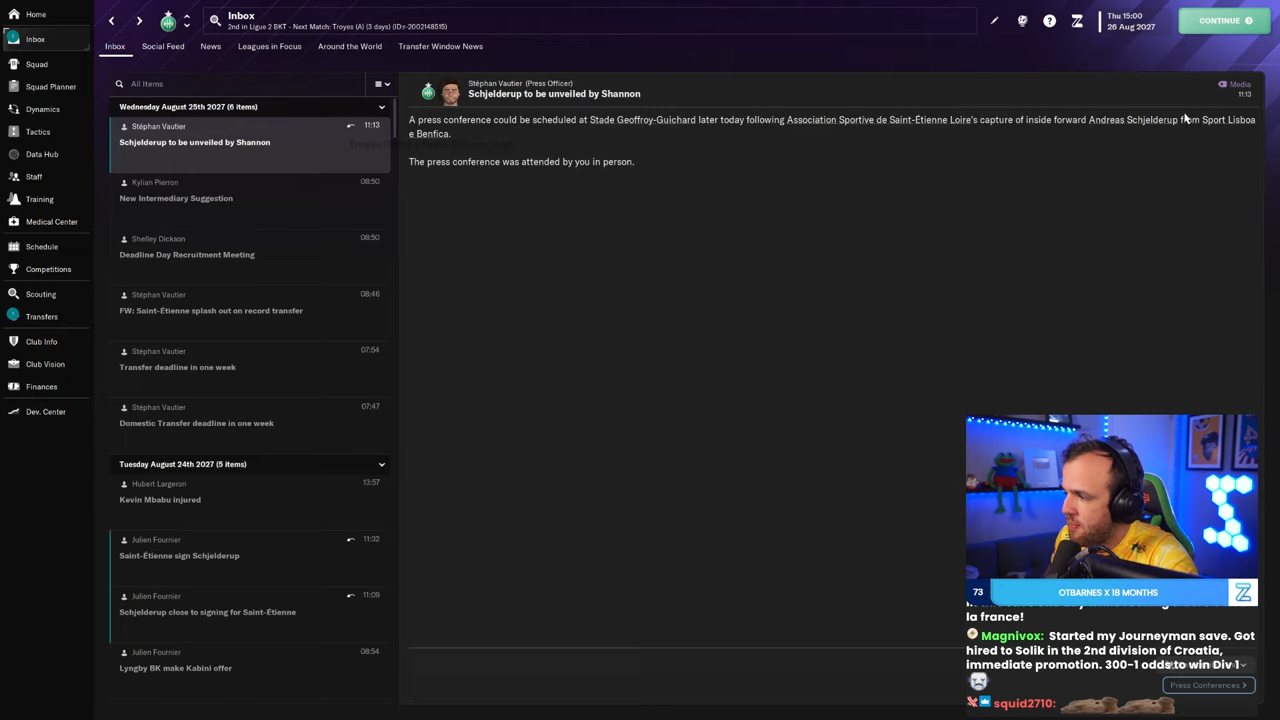 Home
Inbox
Squad
Squad Planner
Dynamics
Tactics
Data Hub
Staff
Training
Medical Center
Schedule
Competitions
Scouting
Transfers
Club Info
Club Vision
Finances
Dev. Center
Inbox
2nd in Ligue 2 BKT - Next Match: Troyes (A) (3 days) (ID:r-2002148515)
Thu 15:00
26 Aug 2027
CONTINUE
Inbox
Social Feed
News
Leagues in Focus
Around the World
Transfer Window News
All Items
Wednesday August 25th 2027 (6 items)
Stéphan Vautier
11:13
Schjelderup to be unveiled by Shannon
Kylian Pierron
08:50
New Intermediary Suggestion
Shelley Dickson
08:50
Deadline Day Recruitment Meeting
Stéphan Vautier
08:46
FW: Saint-Étienne splash out on record transfer
Stéphan Vautier
07:54
Transfer deadline in one week
Stéphan Vautier
07:47
Domestic Transfer deadline in one week
Tuesday August 24th 2027 (5 items)
Hubert Largeron
13:57
Kevin Mbabu injured
Julien Fournier
11:32
Saint-Étienne sign Schjelderup
Julien Fournier
11:09
Schjelderup close to signing for Saint-Étienne
Julien Fournier
08:54
Lyngby BK make Kabini offer
Stéphan Vautier (Press Officer)
Schjelderup to be unveiled by Shannon
Media
11:13
A press conference could be scheduled at Stade Geoffroy-Guichard later today following Association Sportive de Saint-Étienne Loire's capture of inside forward Andreas Schjelderup from Sport Lisboa
e Benfica.
The press conference was attended by you in person.
73
OTBARNES X 18 MONTHS
Z
la france!
Magnivox: Started my Journeyman save. Got
hired to Solik in the 2nd division of Croatia,
immediate promotion. 300-1 odds to win Div 1
squid2710:
Press Conferences